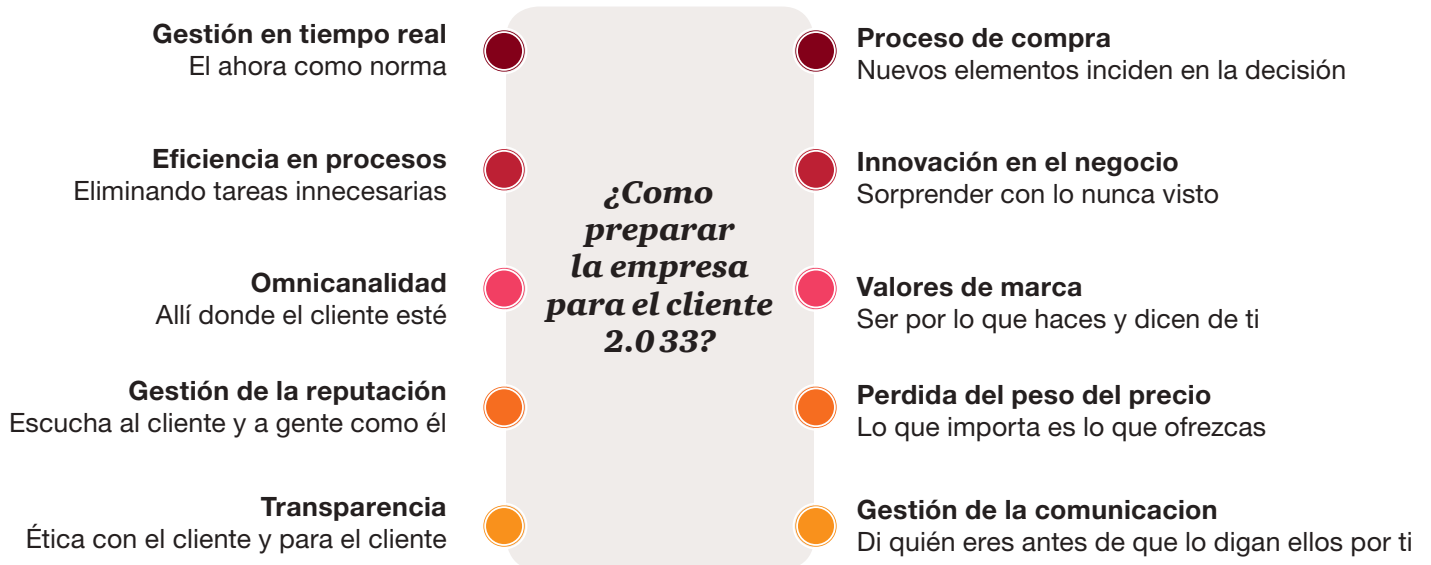 Gestión en tiempo real
El ahora como norma
Eficiencia en procesos
Eliminando tareas innecesarias
Omnicanalidad
Allí donde el cliente esté
Gestión de la reputación
Escucha al cliente y a gente como él
Transparencia
Ética con el cliente y para el cliente
¿Como
preparar
la empresa
para el cliente
2.0 33?
Proceso de compra
Nuevos elementos inciden en la decisión
Innovación en el negocio
Sorprender con lo nunca visto
Valores de marca
Ser por lo que haces y dicen de ti
Perdida del peso del precio
Lo que importa es lo que ofrezcas
Gestión de la comunicacion
Di quién eres antes de que lo digan ellos por ti